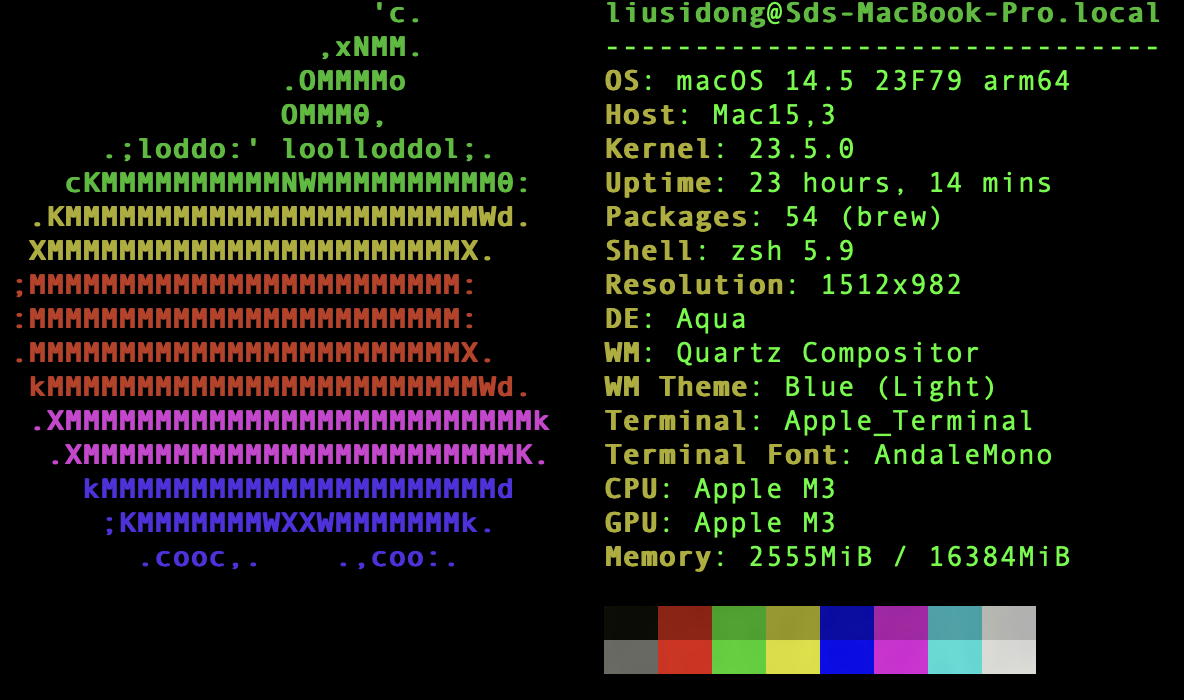 'c.
,xNMM.
.OMMMMo
OMMM0,
.;loddo:' loolloddol;.
cKMMMMMMMMMMNWMMMMMMMMMM0:
.KMMMMMMMMMMMMMMMMMMMMMMMWd.
XMMMMMMMMMMMMMMMMMMMMMMMX.
;MMMMMMMMMMMMMMMMMMMMMMMM:
:MMMMMMMMMMMMMMMMMMMMMMMM:
.MMMMMMMMMMMMMMMMMMMMMMMMX.
kMMMMMMMMMMMMMMMMMMMMMMMMWd.
.XMMMMMMMMMMMMMMMMMMMMMMMMMMk
.XMMMMMMMMMMMMMMMMMMMMMMMMK.
kMMMMMMMMMMMMMMMMMMMMMMd
;KMMMMMMMWXXWMMMMMMMk.
.cooc,.    .,coo:.
liusidong@Sds-MacBook-Pro.local
-------------------------------
OS: macOS 14.5 23F79 arm64
Host: Mac15,3
Kernel: 23.5.0
Uptime: 23 hours, 14 mins
Packages: 54 (brew)
Shell: zsh 5.9
Resolution: 1512x982
DE: Aqua
WM: Quartz Compositor
WM Theme: Blue (Light)
Terminal: Apple_Terminal
Terminal Font: AndaleMono
CPU: Apple M3
GPU: Apple M3
Memory: 2555MiB / 16384MiB